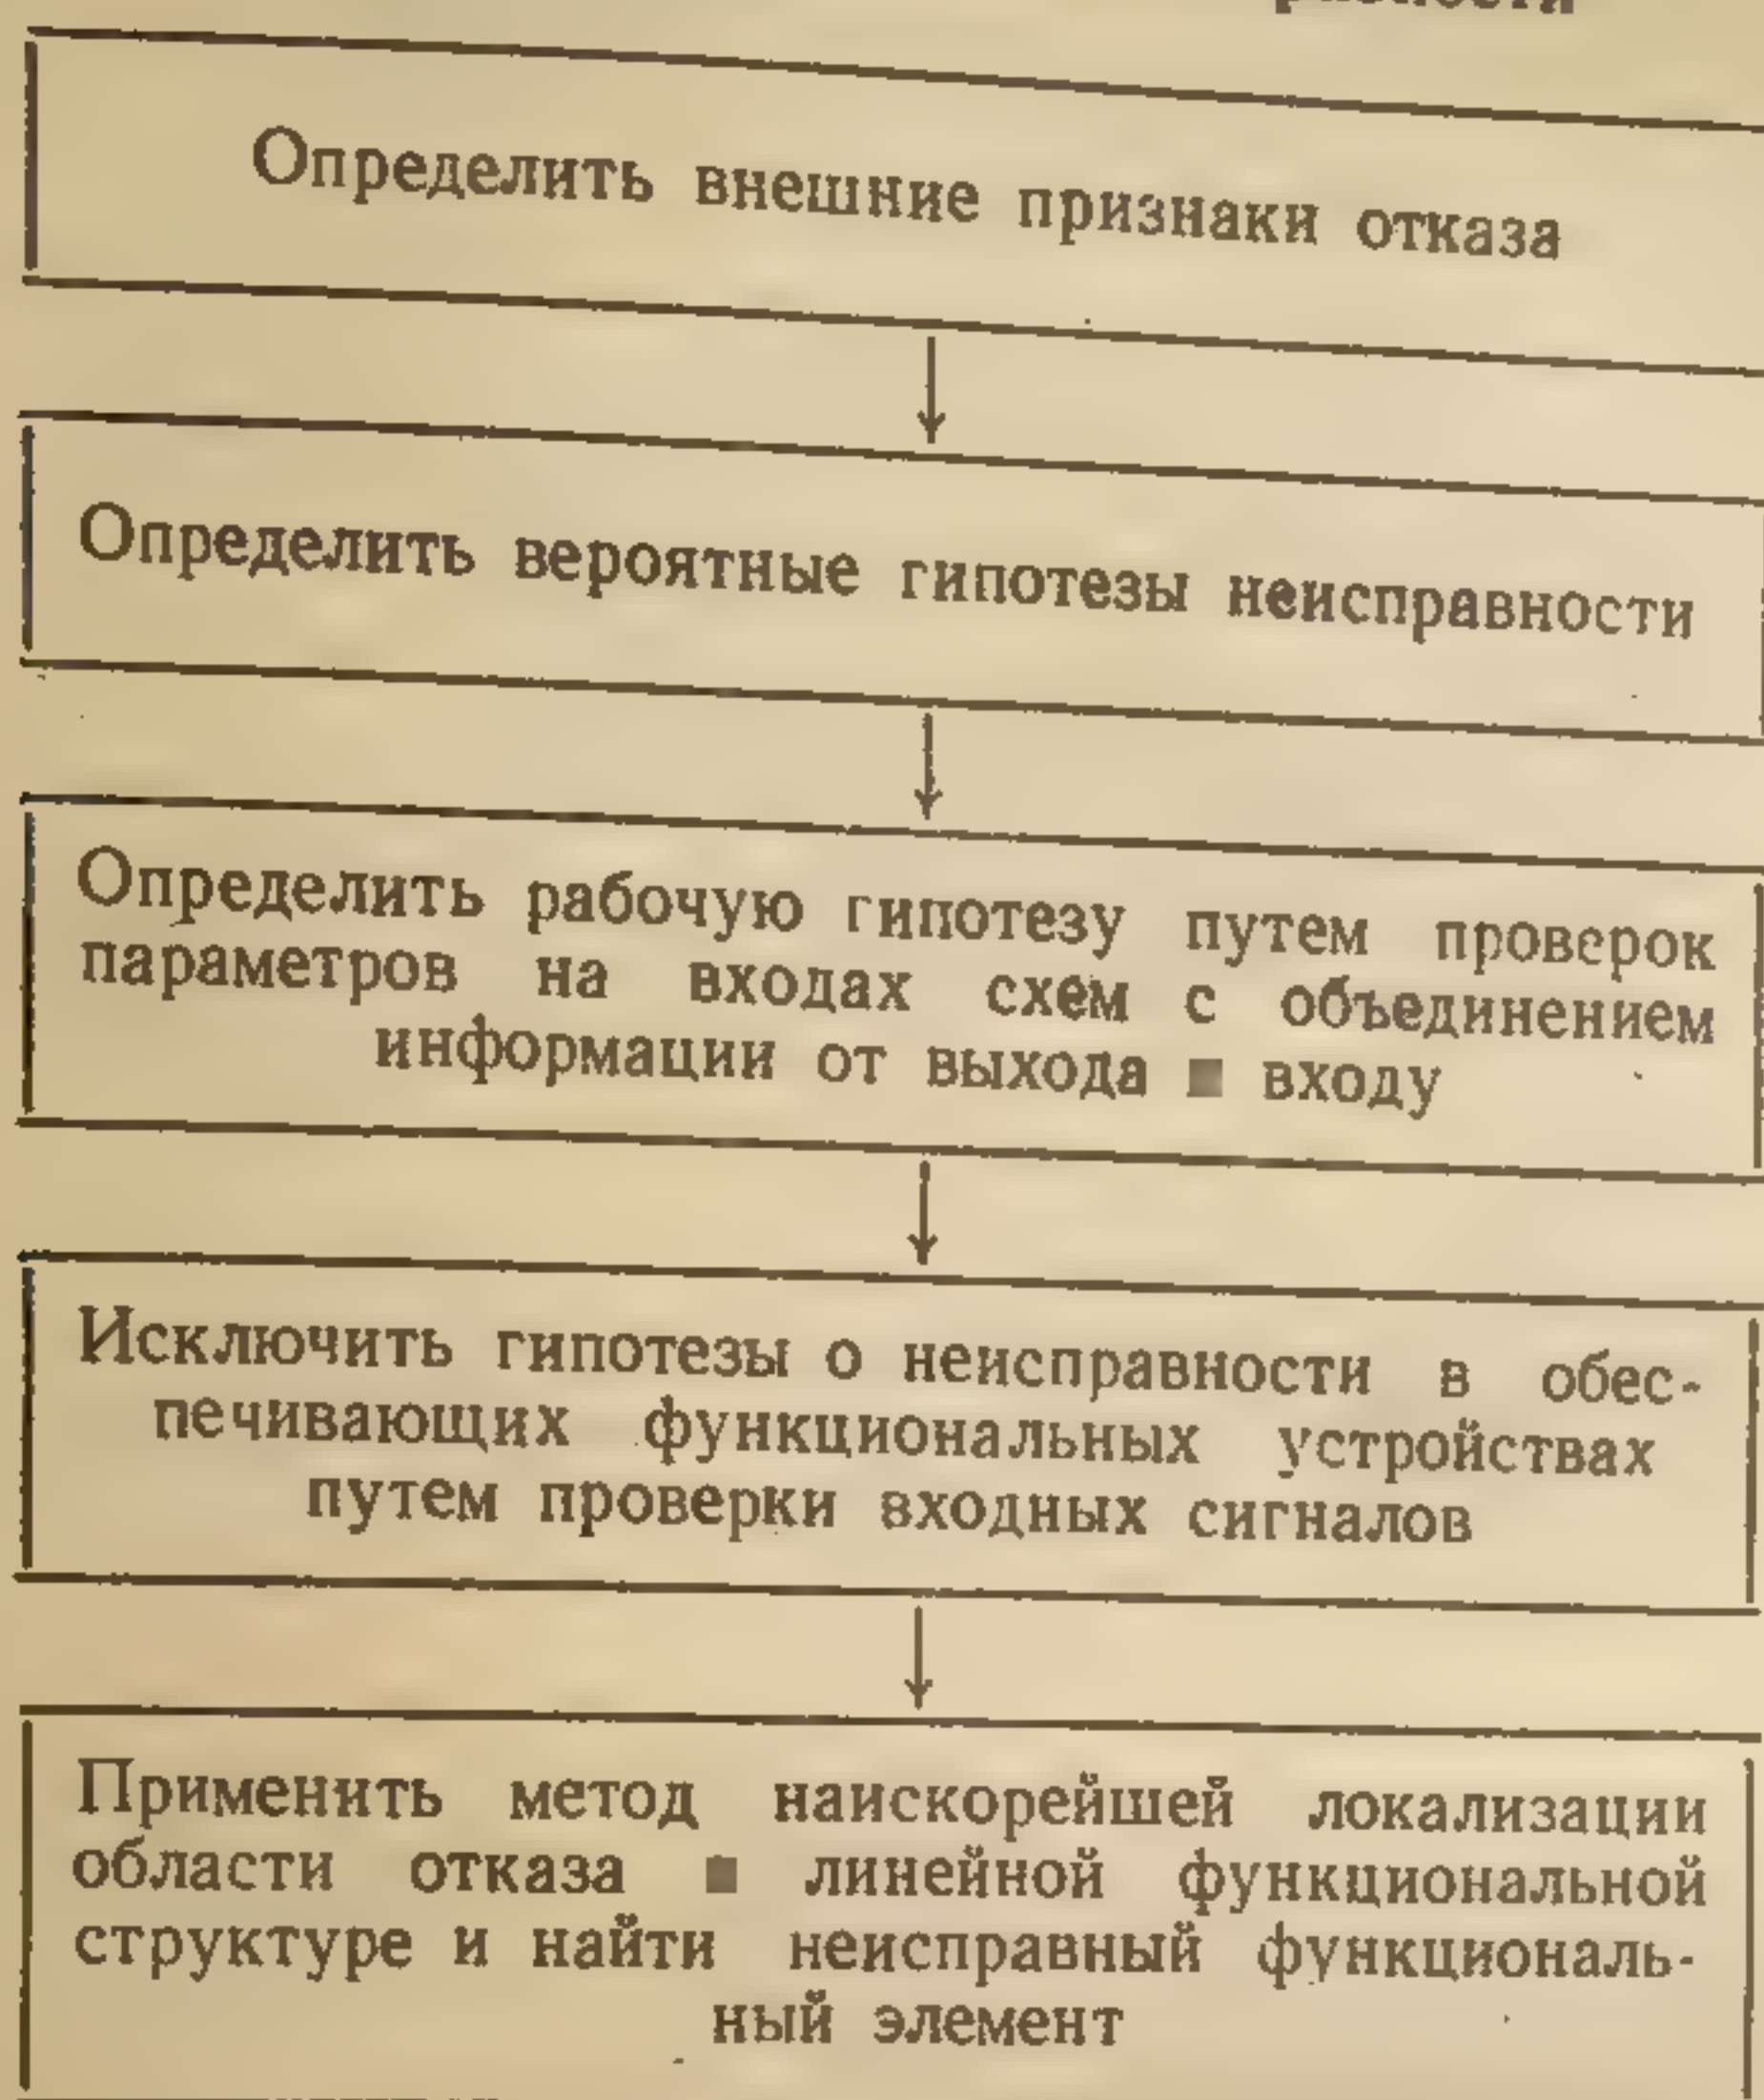 Определить внешние признаки отказа
Определить вероятные гипотезы неисправности
Определить рабочую гипотезу путем проверок
параметров на входах схем с объединением
информации от выхода входу
Исключить гипотезы о неисправности в обес-
печивающих функциональных устройствах
путем проверки входных сигналов
Применить метод наискорейшей локализации
области отказа линейной функциональной
структуре и найти неисправный функциональ-
ный элемент